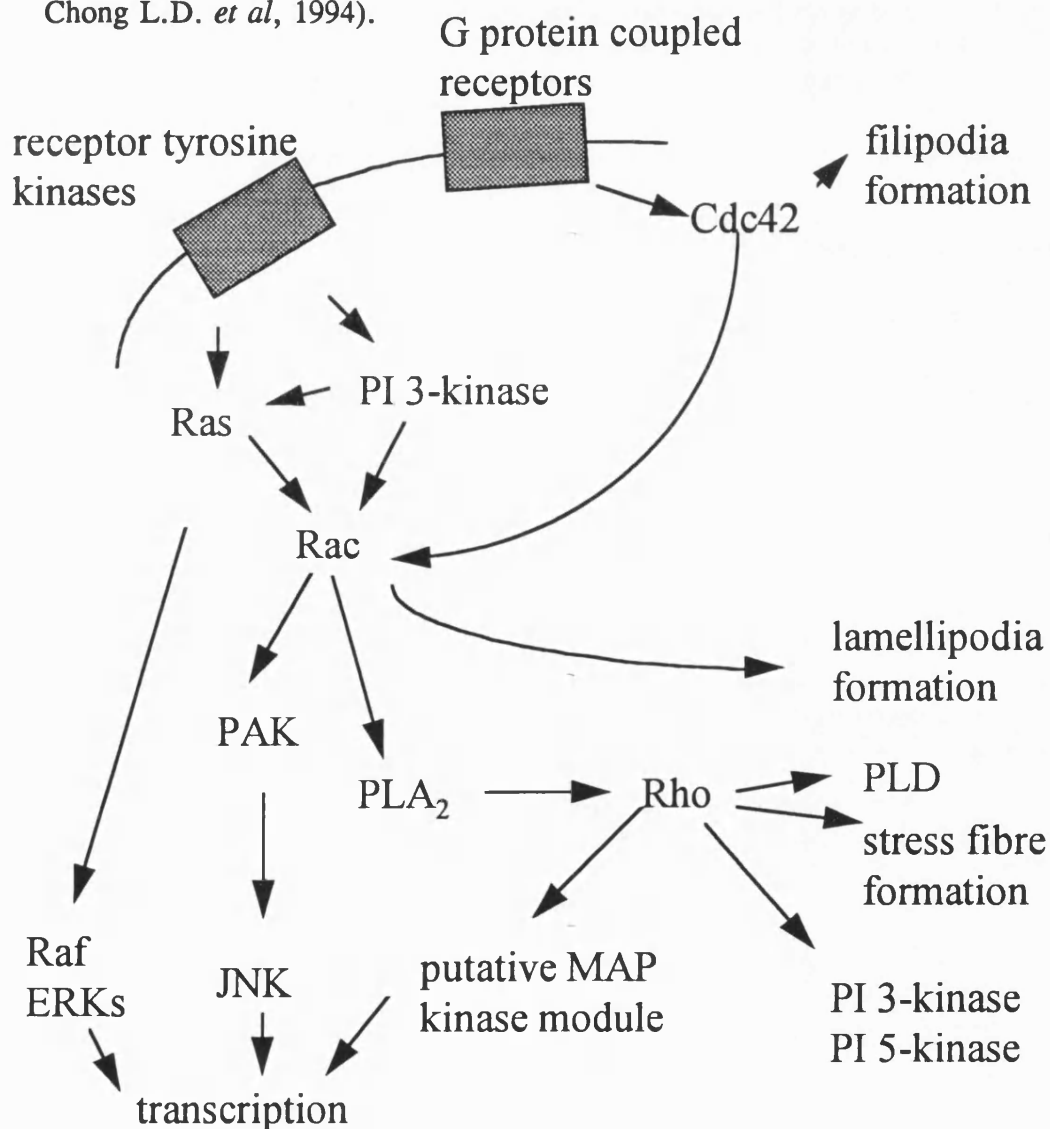 Chong L.D. et al, 1994).
G protein coupled
receptors
receptor tyrosine
kinases
filipodia
formation
Cdc42
PI 3-kinase
Ras
Rac
lamellipodia
formation
PAK
PLA₂
Rho
PLD
stress fibre
formation
Raf
ERKs
JNK
putative MAP
kinase module
PI 3-kinase
PI 5-kinase
transcription